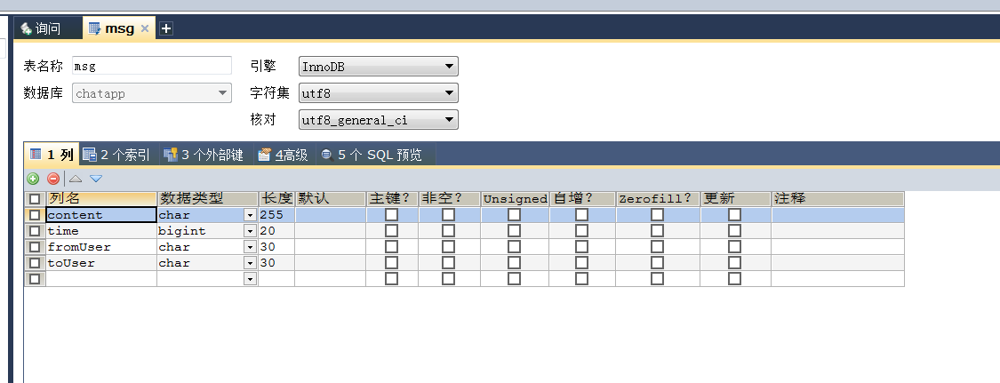 询问 msg
表名称 msg 引擎 InnoDB
数据库 chatapp 字符集 utf8
核对 utf8_general_ci
1 列 2 个索引 3 个外部键 4高级 5 个 SQL 预览
列名 数据类型 长度 默认 主键? 非空? Unsigned 自增? Zerofill? 更新 注释
content char 255
time bigint 20
fromUser char 30
toUser char 30